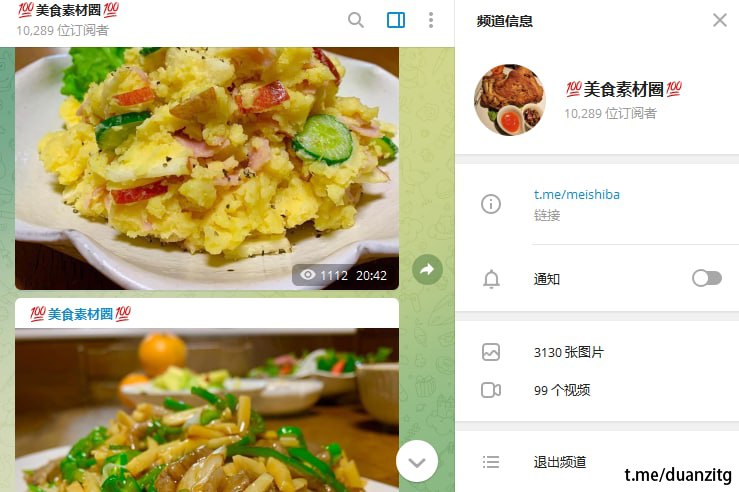 💯美食素材圈💯
10,289 位订阅者
1112 20:42
💯美食素材圈💯
频道信息
💯美食素材圈💯
10,289 位订阅者
t.me/meishiba
链接
通知
3130 张图片
99 个视频
退出频道
t.me/duanzitg